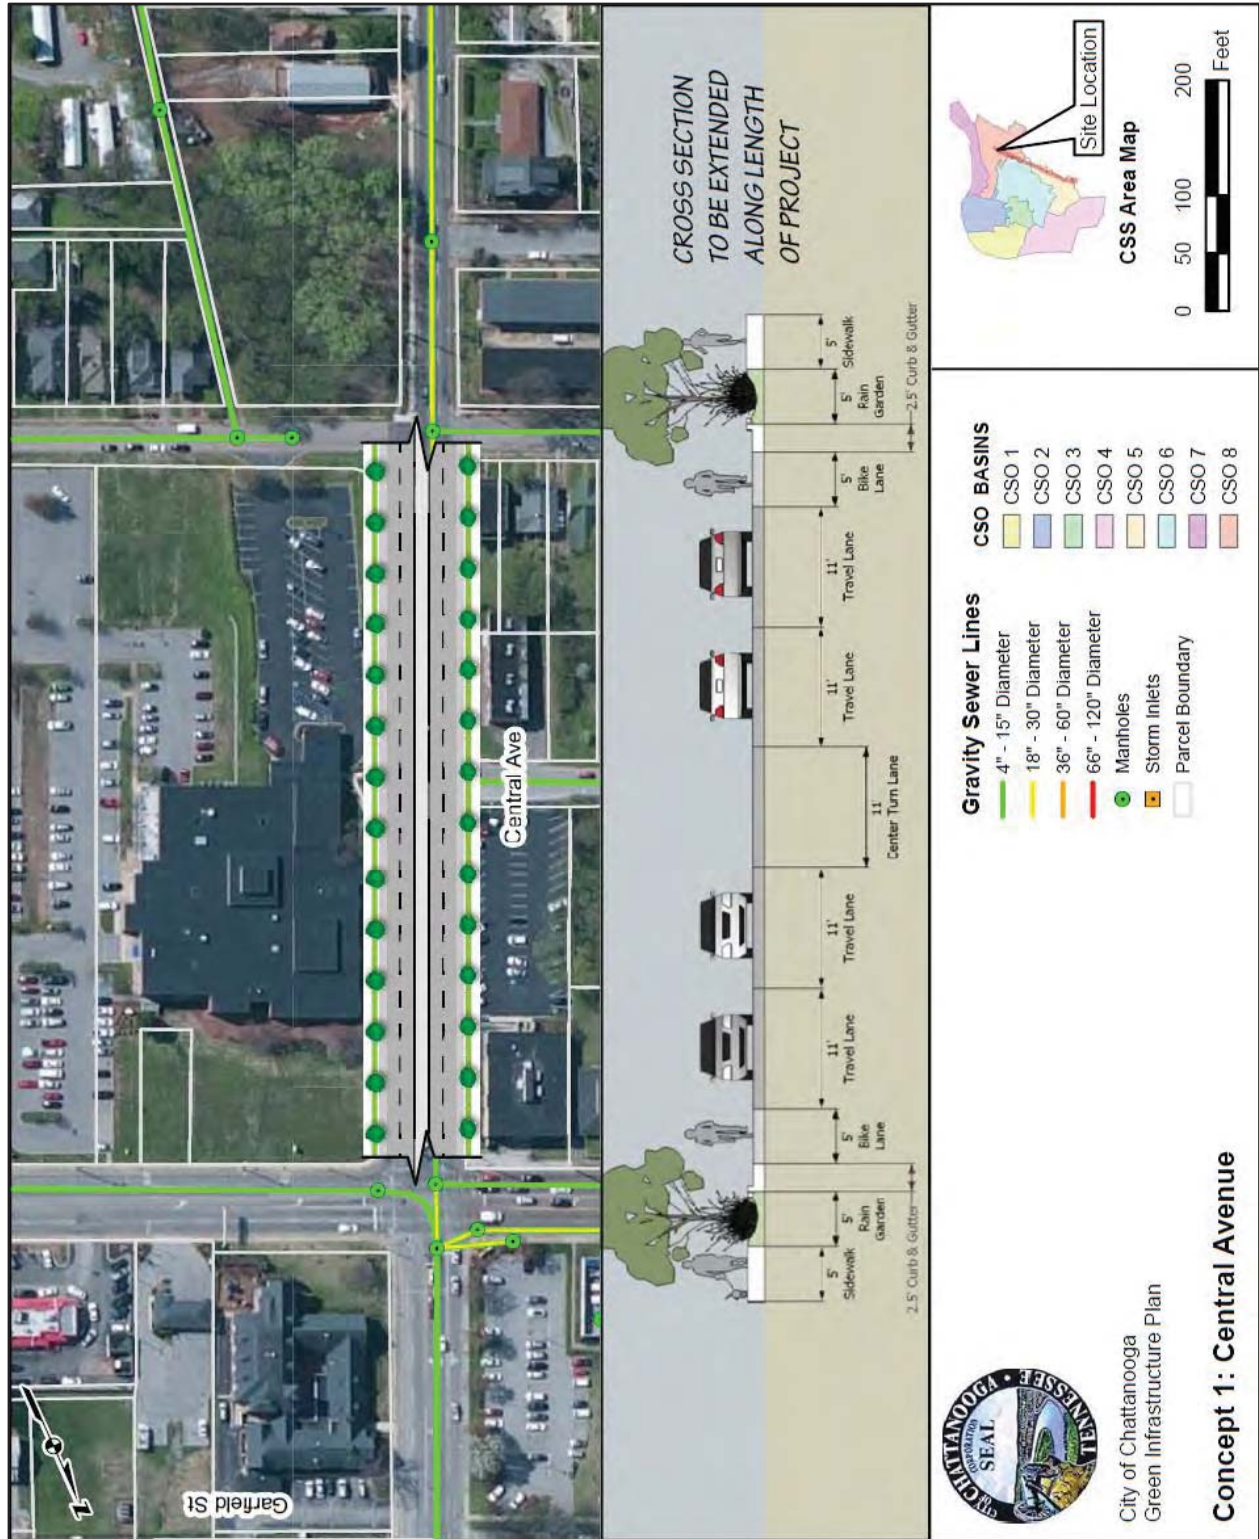 Garfield St
Central Ave
CROSS SECTION
TO BE EXTENDED
ALONG LENGTH
OF PROJECT
5'
Sidewalk
5'
Rain
Garden
2.5' Curb & Gutter
5'
Bike
Lane
11'
Travel Lane
11'
Travel Lane
11'
Center Turn Lane
11'
Travel Lane
11'
Travel Lane
5'
Bike
Lane
5'
Rain
Garden
2.5' Curb & Gutter
5'
Sidewalk
CHATTANOOGA • TENNESSEE
CORPORATION
SEAL
City of Chattanooga
Green Infrastructure Plan
Concept 1: Central Avenue
Gravity Sewer Lines
4" - 15" Diameter
18" - 30" Diameter
36" - 60" Diameter
66" - 120" Diameter
Manholes
Storm Inlets
Parcel Boundary
CSO BASINS
CSO 1
CSO 2
CSO 3
CSO 4
CSO 5
CSO 6
CSO 7
CSO 8
Site Location
CSS Area Map
0 50 100 200
Feet
Z